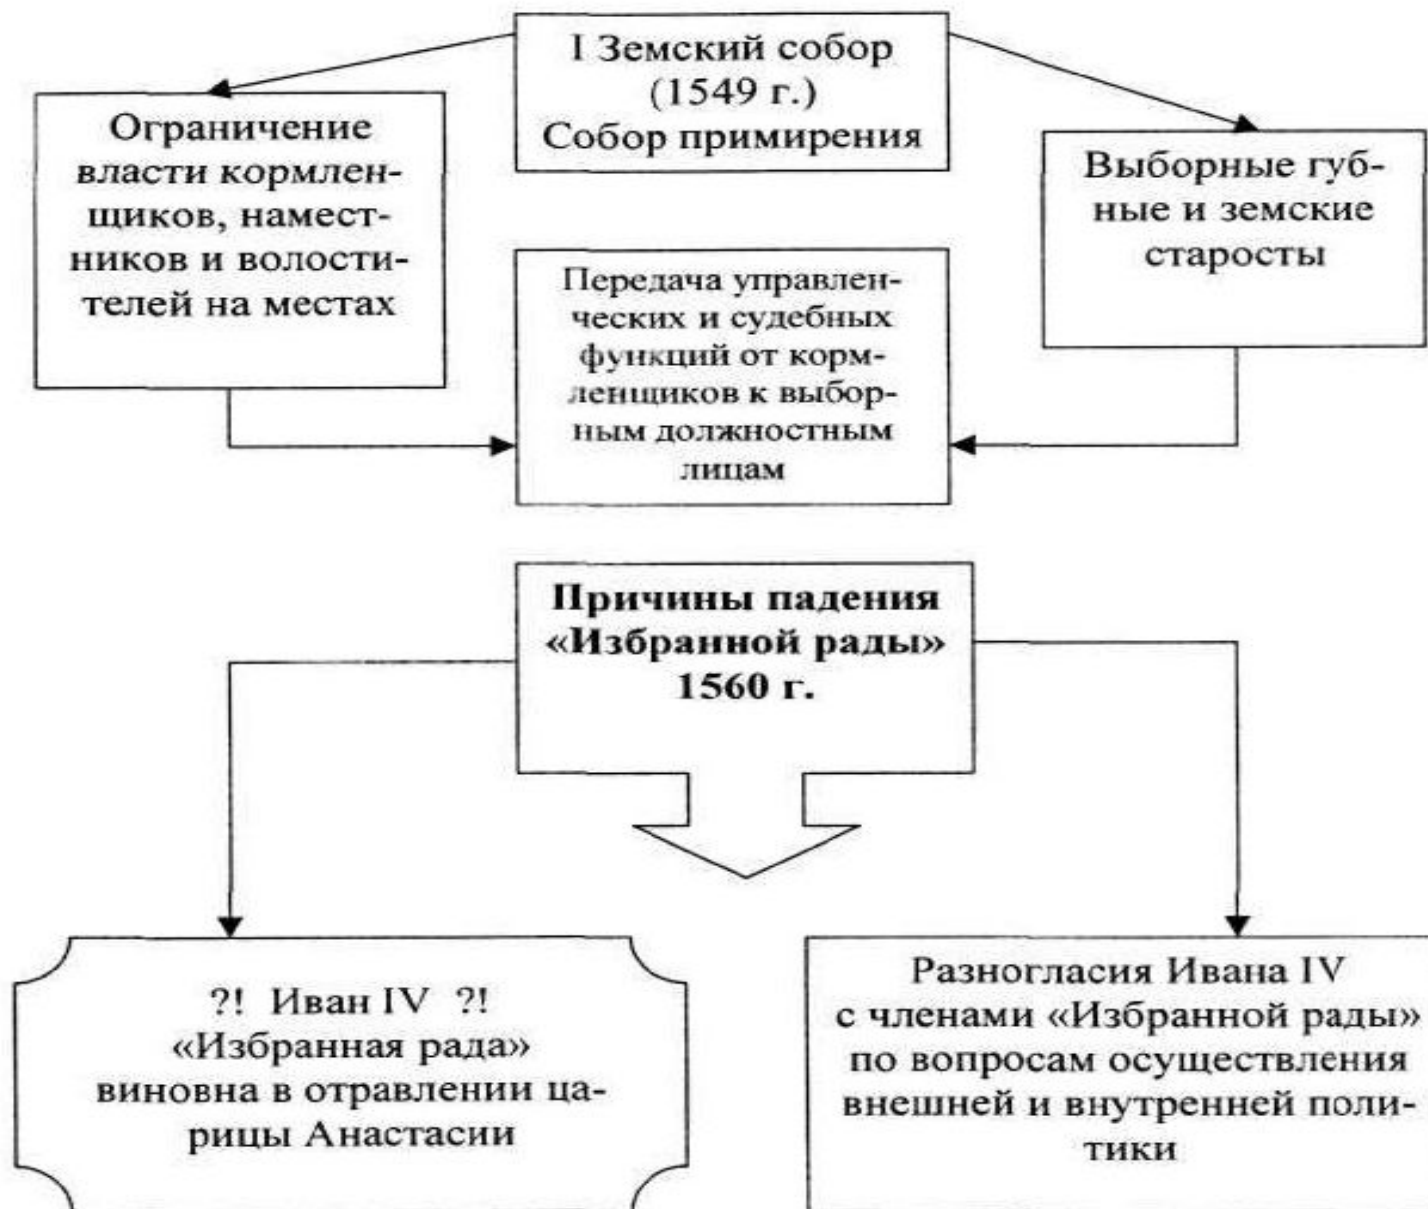 I Земский собор
(1549 г.)
Собор примирения
Ограничение
власти кормлен-
щиков, намест-
ников и волости-
телей на местах
Выборные губ-
ные и земские
старосты
Передача управлен-
ческих и судебных
функций от корм-
ленщиков к выбор-
ным должностным
лицам
Причины падения
«Избранной рады»
1560 г.
?! Иван IV ?!
«Избранная рада»
виновна в отравлении ца-
рицы Анастасии
Разногласия Ивана IV
с членами «Избранной рады»
по вопросам осуществления
внешней и внутренней поли-
тики